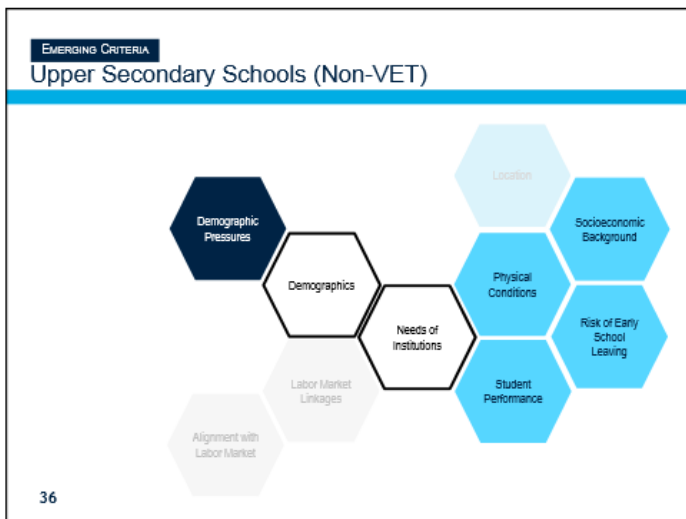 EMERGING CRITERIA
Upper Secondary Schools (Non-VET)
Location
Demographic
Pressures
Socioeconomic
Background
Demographics
Physical
Conditions
Needs of
Institutions
Risk of Early
School
Leaving
Labor Market
Linkages
Student
Performance
Alignment with
Labor Market
36